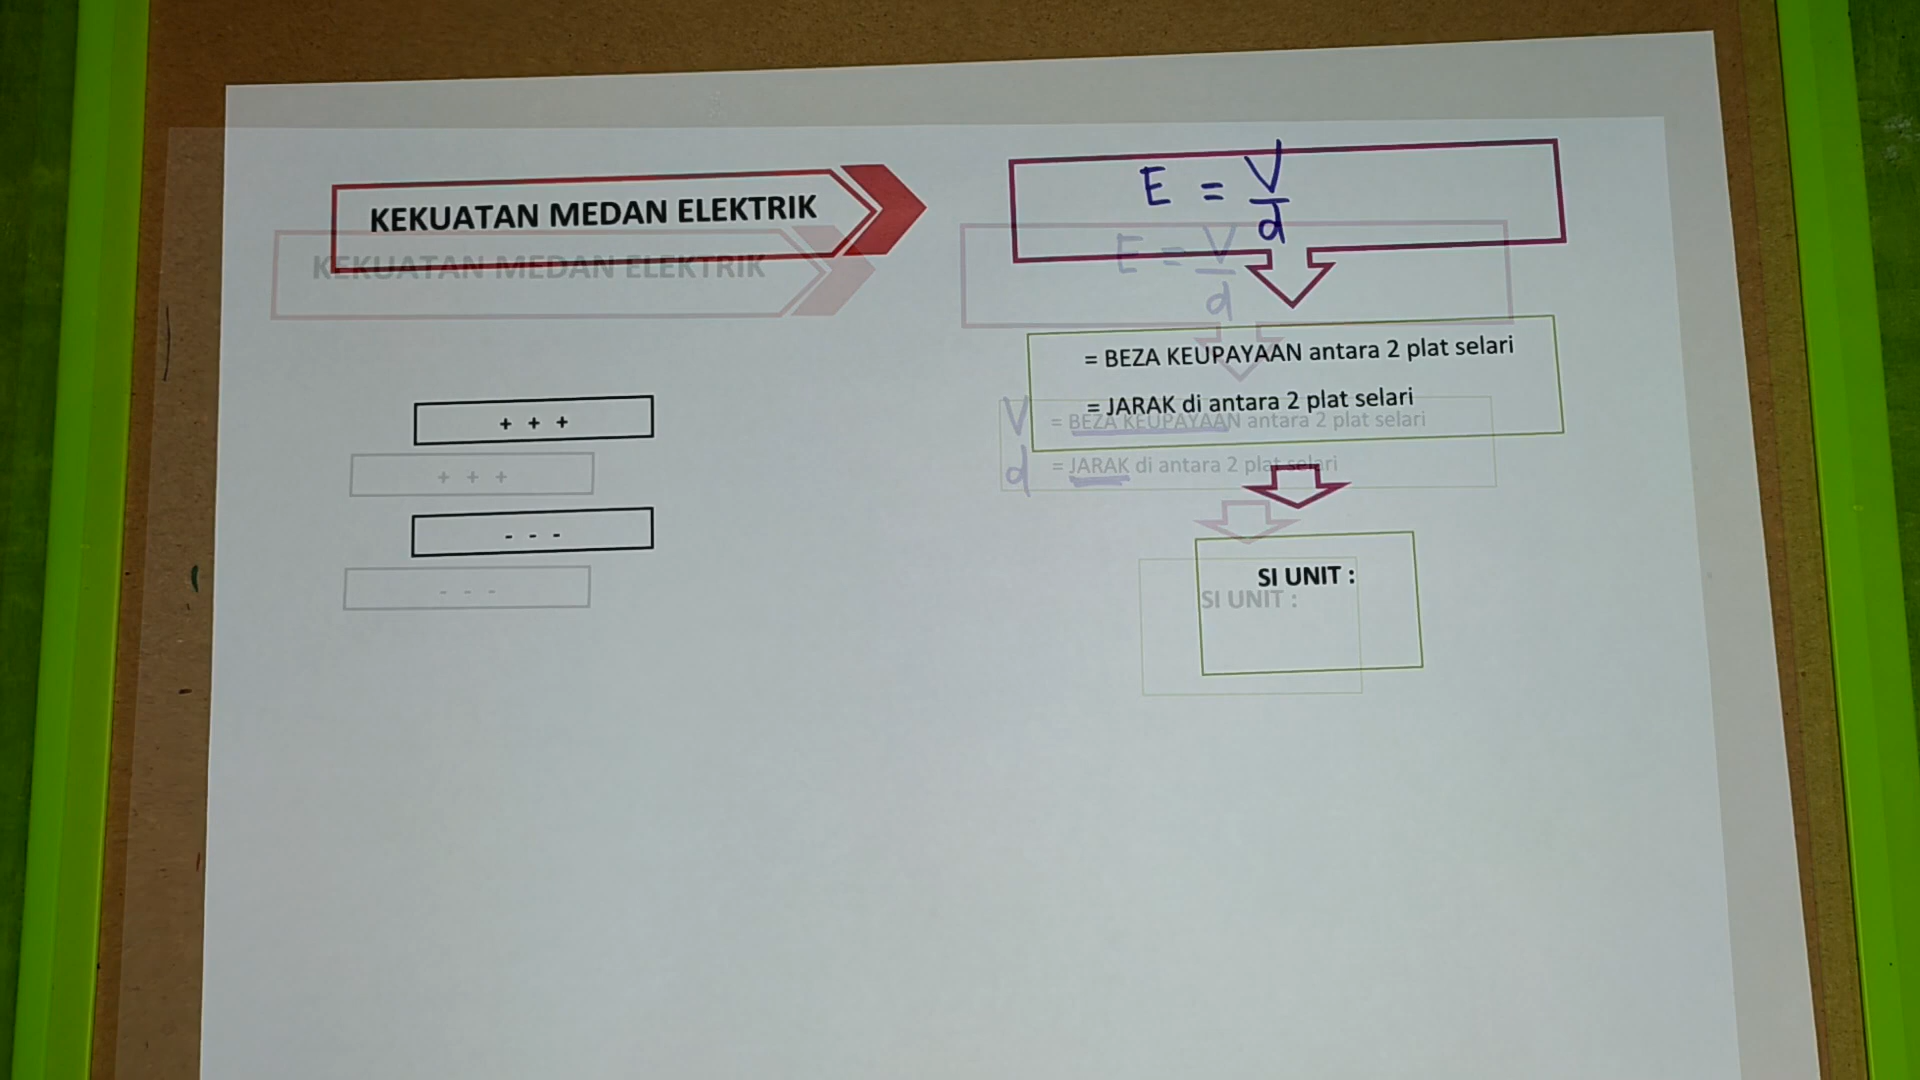 KEKUATAN MEDAN ELEKTRIK
E = V/d
= BEZA KEUPAYAAN antara 2 plat selari
= JARAK di antara 2 plat selari
+ + +
- - -
SI UNIT :
KEKUATAN MEDAN ELEKTRIK
E = V/d
V = BEZA KEUPAYAAN antara 2 plat selari
d = JARAK di antara 2 plat selari
+ + +
- - -
SI UNIT :